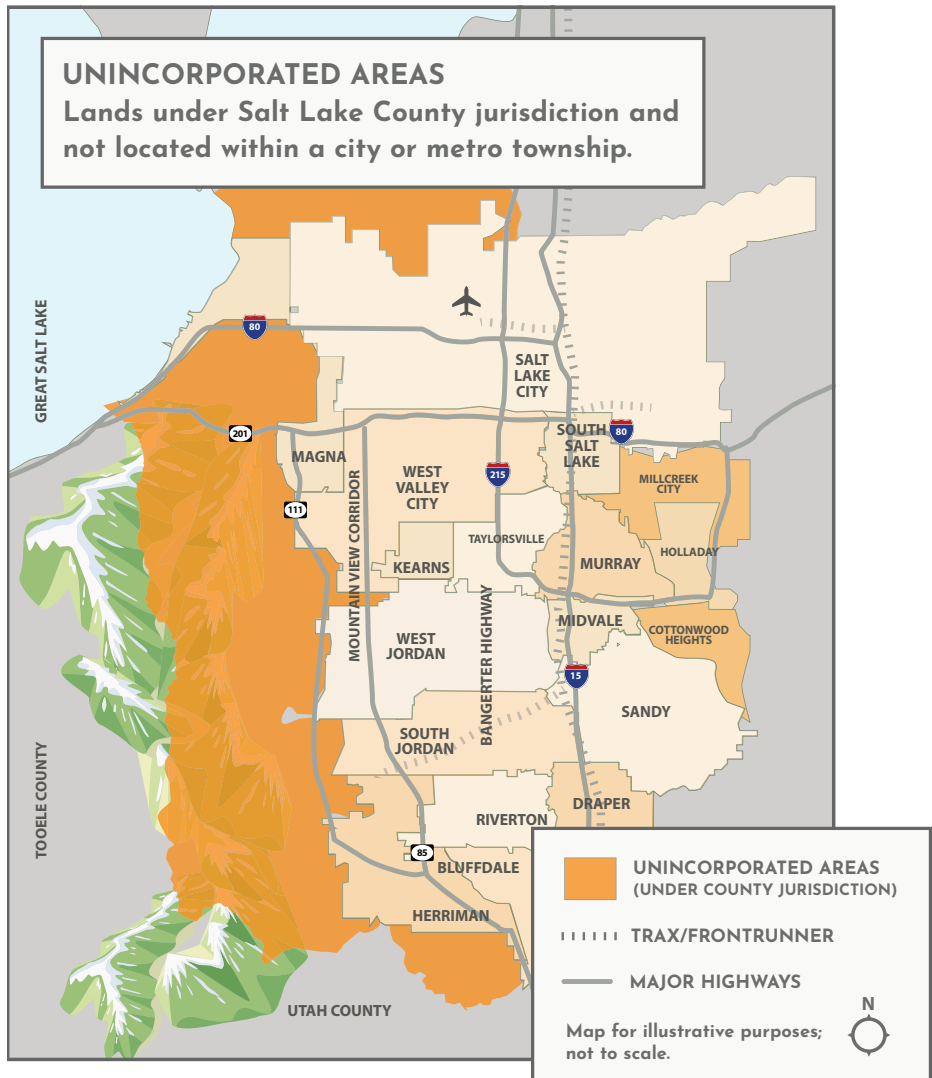 UNINCORPORATED AREAS
Lands under Salt Lake County jurisdiction and
not located within a city or metro township.
GREAT SALT LAKE
80
SALT
LAKE
CITY
201
MAGNA
SOUTH
SALT
LAKE
80
WEST
VALLEY
CITY
215
MILLCREEK
CITY
111
MOUNTAIN VIEW CORRIDOR
TAYLORSVILLE
HOLLADAY
KEARNS
MURRAY
BANGERTER HIGHWAY
MIDVALE
COTTONWOOD
HEIGHTS
WEST
JORDAN
15
SANDY
SOUTH
JORDAN
TOOELE COUNTY
DRAPER
RIVERTON
85
BLUFFDALE
HERRIMAN
UTAH COUNTY
UNINCORPORATED AREAS
(UNDER COUNTY JURISDICTION)
TRAX/FRONTRUNNER
MAJOR HIGHWAYS
N
Map for illustrative purposes;
not to scale.